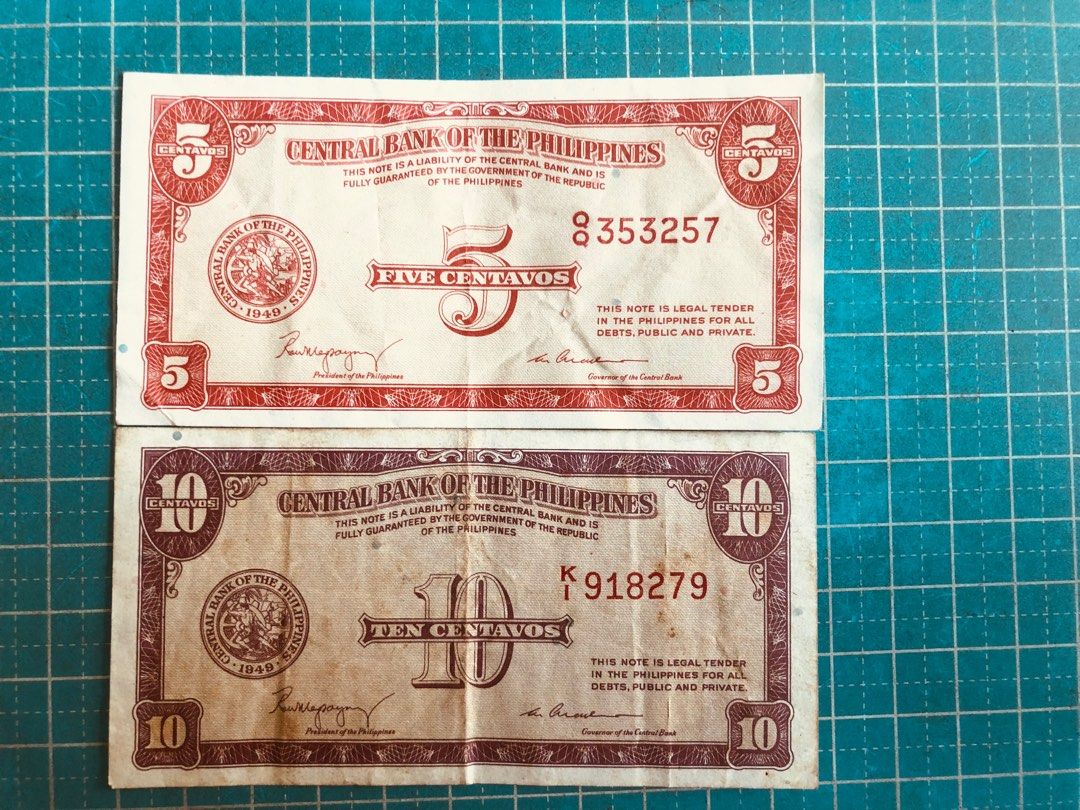 5 CENTAVOS
5 CENTAVOS
CENTRAL BANK OF THE PHILIPPINES
THIS NOTE IS A LIABILITY OF THE CENTRAL BANK AND IS
FULLY GUARANTEED BY THE GOVERNMENT OF THE REPUBLIC
OF THE PHILIPPINES
CENTRAL BANK OF THE PHILIPPINES
· 1949 ·
5
FIVE CENTAVOS
Q/Q 353257
THIS NOTE IS LEGAL TENDER
IN THE PHILIPPINES FOR ALL
DEBTS, PUBLIC AND PRIVATE.
President of the Philippines
Governor of the Central Bank
5
5
10 CENTAVOS
10 CENTAVOS
CENTRAL BANK OF THE PHILIPPINES
THIS NOTE IS A LIABILITY OF THE CENTRAL BANK AND IS
FULLY GUARANTEED BY THE GOVERNMENT OF THE REPUBLIC
OF THE PHILIPPINES
CENTRAL BANK OF THE PHILIPPINES
· 1949 ·
10
TEN CENTAVOS
K/I 918279
THIS NOTE IS LEGAL TENDER
IN THE PHILIPPINES FOR ALL
DEBTS, PUBLIC AND PRIVATE.
President of the Philippines
Governor of the Central Bank
10
10